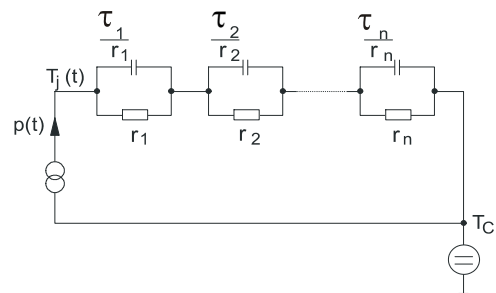 τ1 τ2 τn
r1 r2 rn
Tj (t)
p(t)
r1 r2 rn
TC